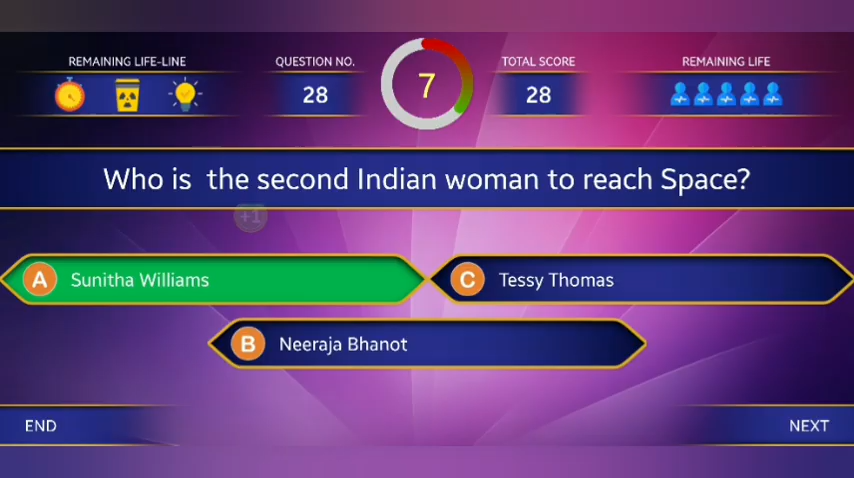 REMAINING LIFE-LINE
QUESTION NO.
28
7
TOTAL SCORE
28
REMAINING LIFE
Who is the second Indian woman to reach Space?
+1
A Sunitha Williams
C Tessy Thomas
B Neeraja Bhanot
END
NEXT